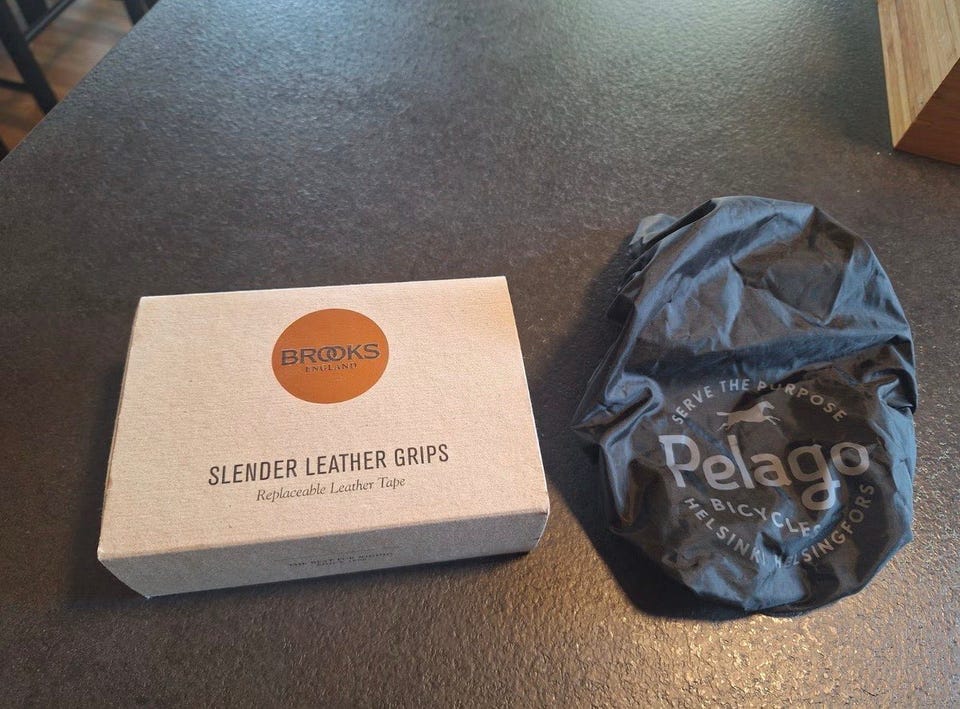 BROOKS
ENGLAND
SLENDER LEATHER GRIPS
Replaceable Leather Tape
SERVE THE PURPOSE
Pelago
BICYCLES
HELSINKI HELSINGFORS